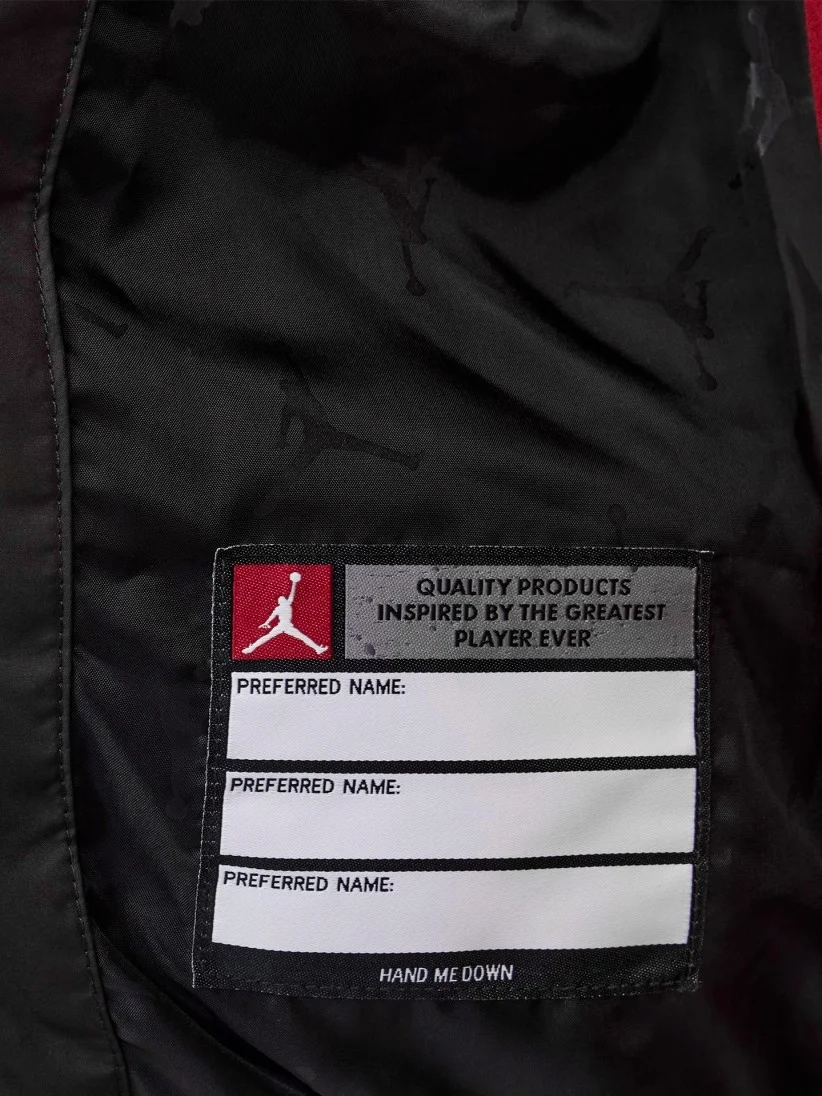 QUALITY PRODUCTS
INSPIRED BY THE GREATEST
PLAYER EVER
PREFERRED NAME:
PREFERRED NAME:
PREFERRED NAME:
HAND ME DOWN